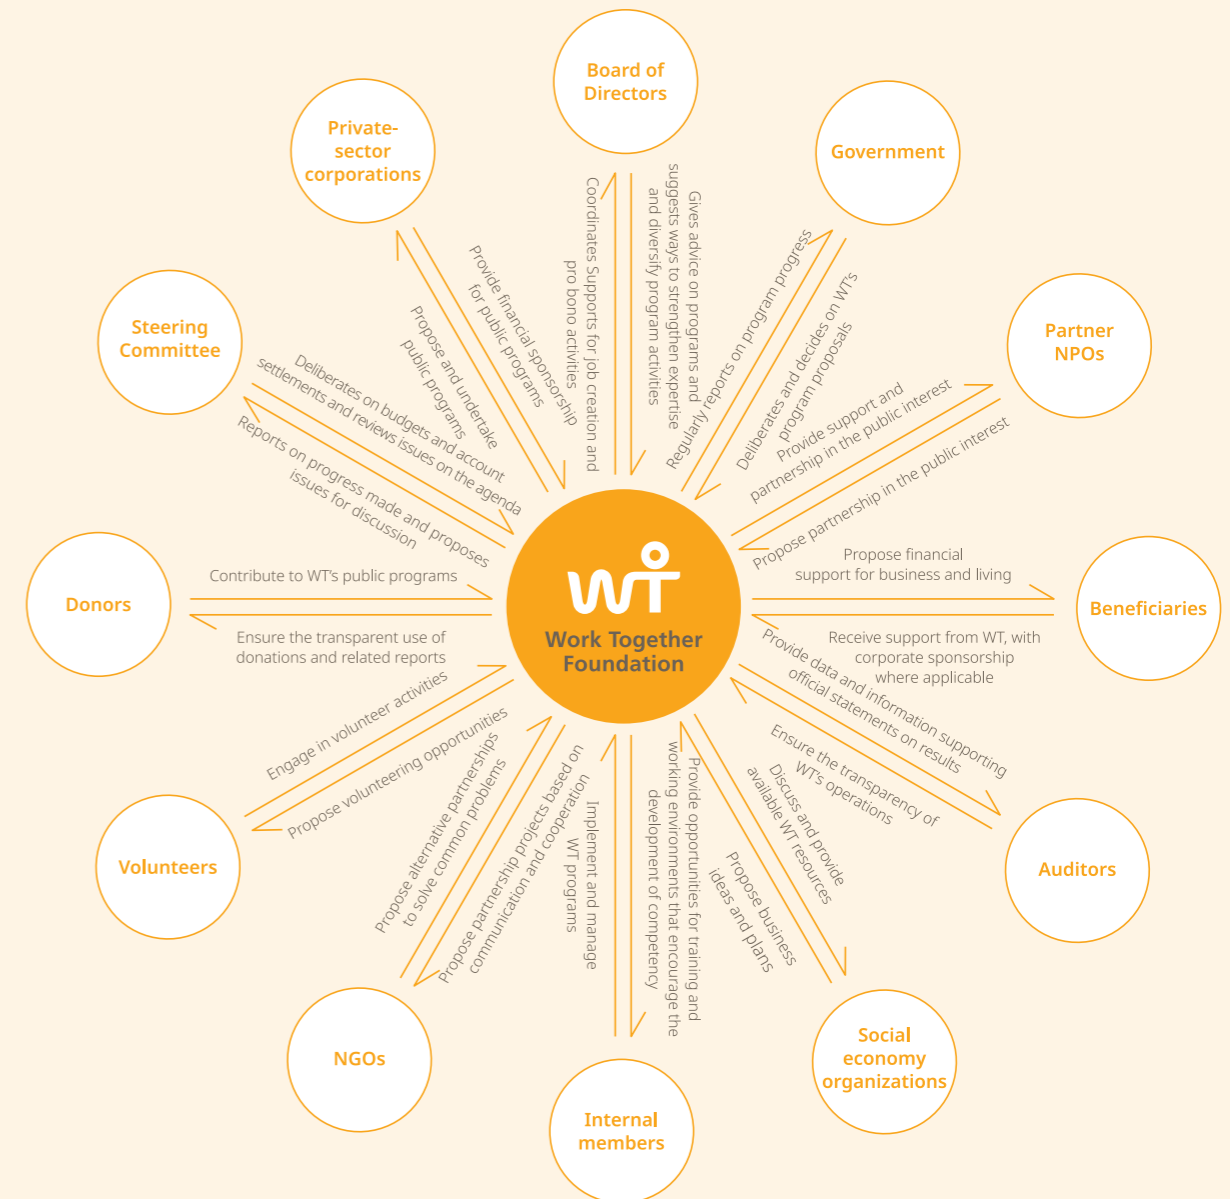 Board of
Directors
Private-
sector
corporations
Government
Steering
Committee
Partner
NPOs
Donors
Beneficiaries
Volunteers
Auditors
NGOs
Social
economy
organizations
Internal
members
WT
Work Together
Foundation
Coordinates Supports for job creation and
pro bono activities
Gives advice on programs and
suggests ways to strengthen expertise
and diversify program activities
Regularly reports on program progress
Deliberates and decides on WTs
program proposals
Provide support and
partnership in the public interest
Propose partnership in the public interest
Propose financial
support for business and living
Receive support from WT, with
corporate sponsorship
where applicable
Provide data and information supporting
official statements on results
Ensure the transparency of
WT's operations
Discuss and provide
available WT resources
Propose business
ideas and plans
Provide opportunities for training and
working environments that encourage the
development of competency
Implement and manage
WT programs
Propose partnership projects based on
communication and cooperation
Propose alternative partnerships
to solve common problems
Propose volunteering opportunities
Engage in volunteer activities
Ensure the transparent use of
donations and related reports
Contribute to WT's public programs
Reports on progress made and proposes
issues for discussion
Deliberates on budgets and account
settlements and reviews issues on the agenda
Propose and undertake
public programs
Provide financial sponsorship
for public programs